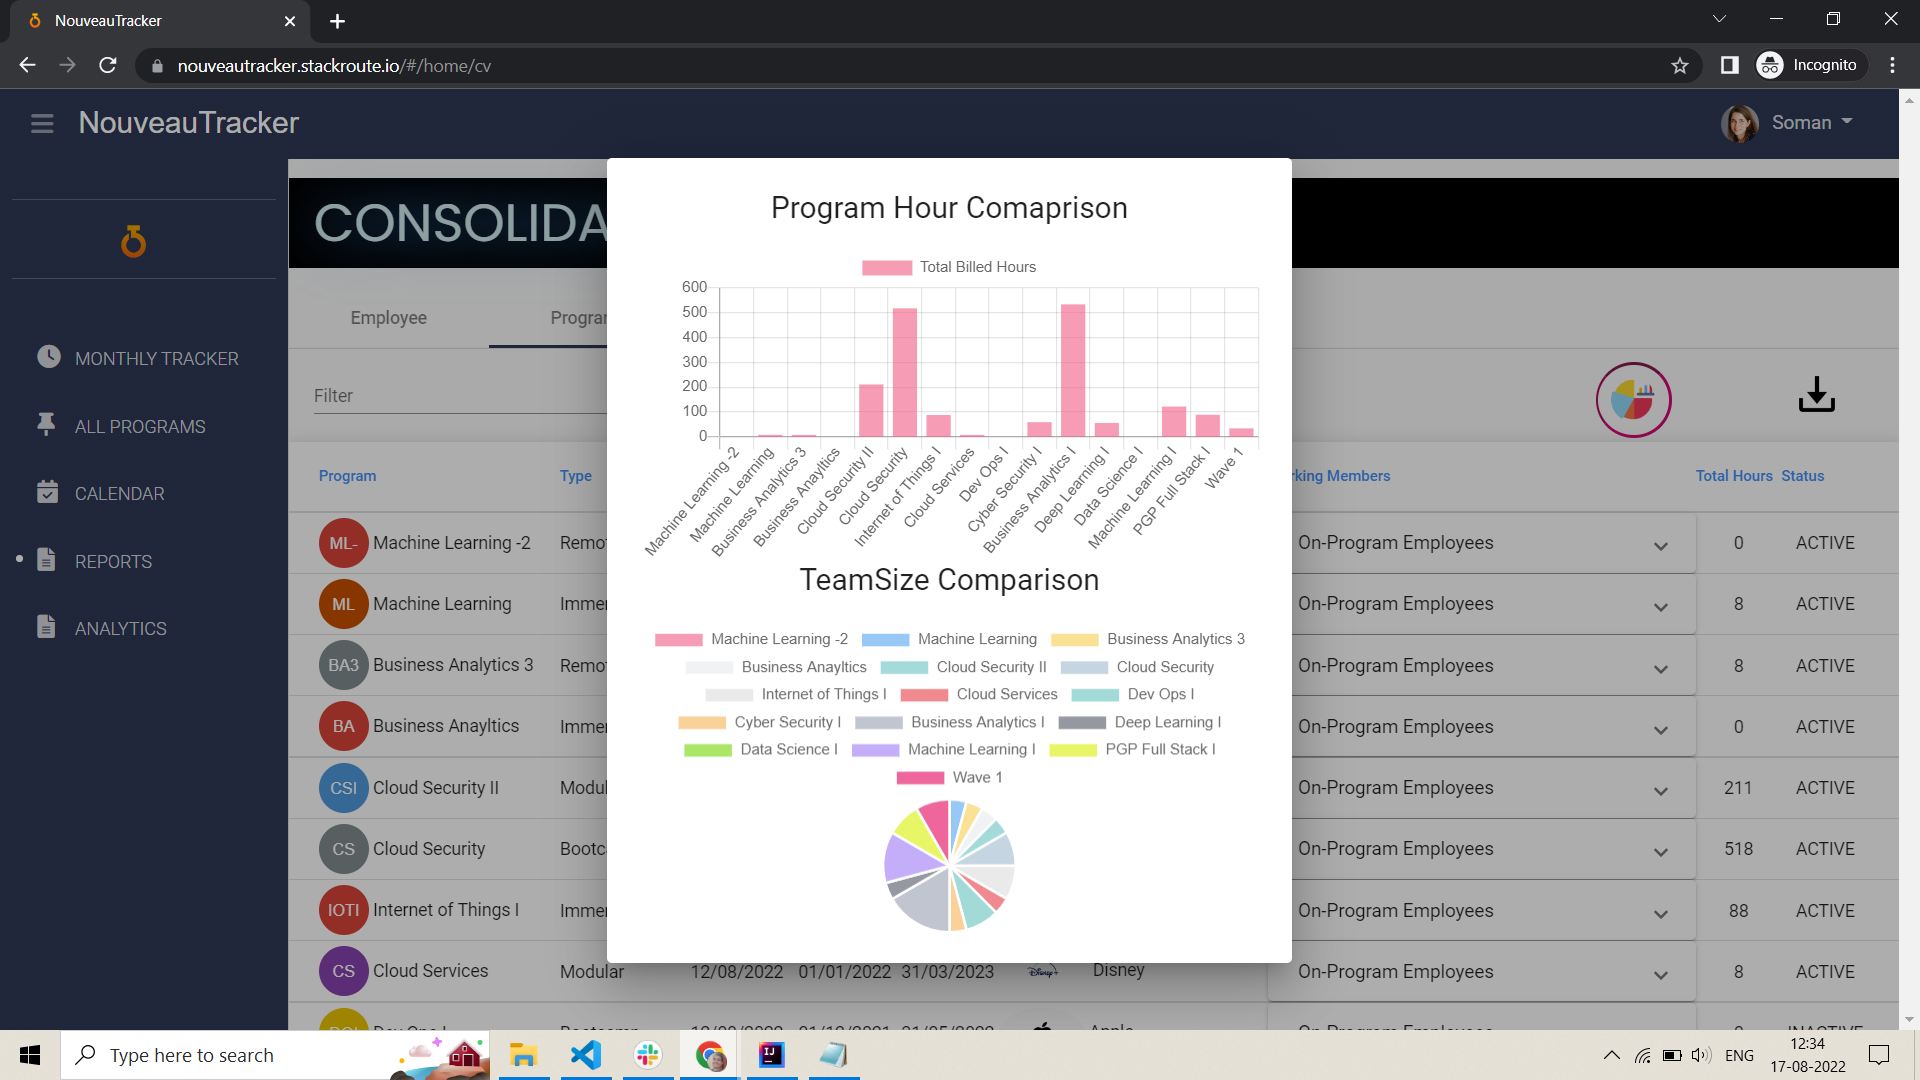 NouveauTracker
nouveautracker.stackroute.io/#/home/cv
Incognito
NouveauTracker
Soman
MONTHLY TRACKER
ALL PROGRAMS
CALENDAR
REPORTS
ANALYTICS
CONSOLIDA
Employee
Program
Filter
Program Type
rking Members Total Hours Status
ML- Machine Learning -2 Remo
On-Program Employees 0 ACTIVE
ML Machine Learning Immer
On-Program Employees 8 ACTIVE
BA3 Business Analytics 3 Remo
On-Program Employees 8 ACTIVE
BA Business Anayltics Immer
On-Program Employees 0 ACTIVE
CSI Cloud Security II Modul
On-Program Employees 211 ACTIVE
CS Cloud Security Bootc
On-Program Employees 518 ACTIVE
IOTI Internet of Things I Immer
On-Program Employees 88 ACTIVE
CS Cloud Services Modular 12/08/2022 01/01/2022 31/03/2023 Disney Disney
On-Program Employees 8 ACTIVE
Program Hour Comaprison
Total Billed Hours
600
500
400
300
200
100
0
Machine Learning -2
Machine Learning
Business Analytics 3
Business Anayltics
Cloud Security II
Cloud Security
Internet of Things I
Cloud Services
Dev Ops I
Cyber Security I
Business Analytics I
Deep Learning I
Data Science I
Machine Learning I
PGP Full Stack I
Wave 1
TeamSize Comparison
Machine Learning -2 Machine Learning Business Analytics 3
Business Anayltics Cloud Security II Cloud Security
Internet of Things I Cloud Services Dev Ops I
Cyber Security I Business Analytics I Deep Learning I
Data Science I Machine Learning I PGP Full Stack I
Wave 1
Type here to search
IJ
ENG
12:34
17-08-2022